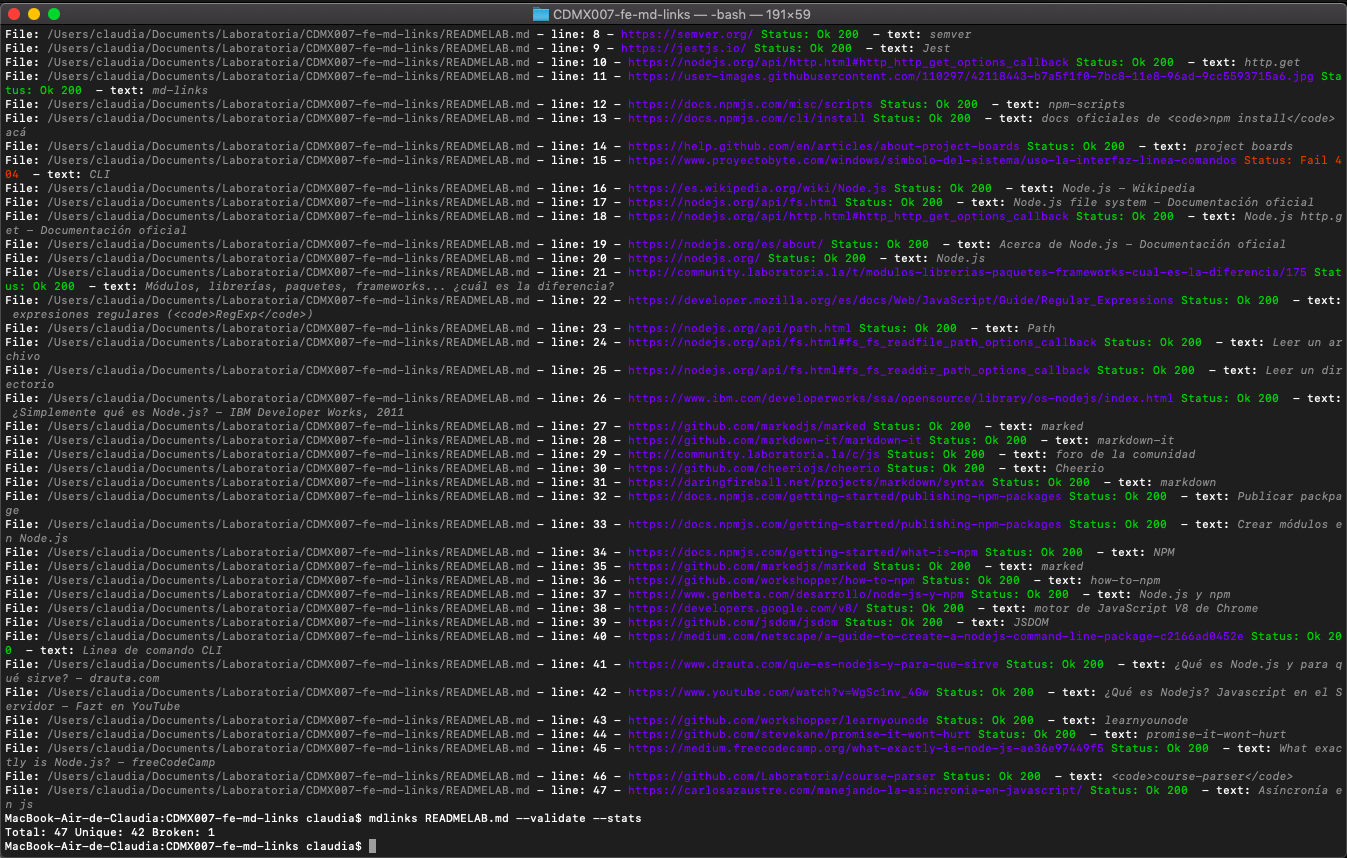 CDMX007-fe-md-links — -bash — 191×59
File: /Users/claudia/Documents/Laboratoria/CDMX007-fe-md-links/READMELAB.md - line: 8 - https://semver.org/ Status: Ok 200  - text: semver
File: /Users/claudia/Documents/Laboratoria/CDMX007-fe-md-links/READMELAB.md - line: 9 - https://jestjs.io/ Status: Ok 200  - text: Jest
File: /Users/claudia/Documents/Laboratoria/CDMX007-fe-md-links/READMELAB.md - line: 10 - https://nodejs.org/api/http.html#http_http_get_options_callback Status: Ok 200  - text: http.get
File: /Users/claudia/Documents/Laboratoria/CDMX007-fe-md-links/READMELAB.md - line: 11 - https://user-images.githubusercontent.com/110297/42118443-b7a5f1f0-7bc8-11e8-96ad-9cc5593715a6.jpg Sta
tus: Ok 200  - text: md-links
File: /Users/claudia/Documents/Laboratoria/CDMX007-fe-md-links/READMELAB.md - line: 12 - https://docs.npmjs.com/misc/scripts Status: Ok 200  - text: npm-scripts
File: /Users/claudia/Documents/Laboratoria/CDMX007-fe-md-links/READMELAB.md - line: 13 - https://docs.npmjs.com/cli/install Status: Ok 200  - text: docs oficiales de <code>npm install</code>
acá
File: /Users/claudia/Documents/Laboratoria/CDMX007-fe-md-links/READMELAB.md - line: 14 - https://help.github.com/en/articles/about-project-boards Status: Ok 200  - text: project boards
File: /Users/claudia/Documents/Laboratoria/CDMX007-fe-md-links/READMELAB.md - line: 15 - https://www.proyectobyte.com/windows/simbolo-del-sistema/uso-la-interfaz-linea-comandos Status: Fail 4
04  - text: CLI
File: /Users/claudia/Documents/Laboratoria/CDMX007-fe-md-links/READMELAB.md - line: 16 - https://es.wikipedia.org/wiki/Node.js Status: Ok 200  - text: Node.js - Wikipedia
File: /Users/claudia/Documents/Laboratoria/CDMX007-fe-md-links/READMELAB.md - line: 17 - https://nodejs.org/api/fs.html Status: Ok 200  - text: Node.js file system - Documentación oficial
File: /Users/claudia/Documents/Laboratoria/CDMX007-fe-md-links/READMELAB.md - line: 18 - https://nodejs.org/api/http.html#http_http_get_options_callback Status: Ok 200  - text: Node.js http.g
et - Documentación oficial
File: /Users/claudia/Documents/Laboratoria/CDMX007-fe-md-links/READMELAB.md - line: 19 - https://nodejs.org/es/about/ Status: Ok 200  - text: Acerca de Node.js - Documentación oficial
File: /Users/claudia/Documents/Laboratoria/CDMX007-fe-md-links/READMELAB.md - line: 20 - https://nodejs.org/ Status: Ok 200  - text: Node.js
File: /Users/claudia/Documents/Laboratoria/CDMX007-fe-md-links/READMELAB.md - line: 21 - http://community.laboratoria.la/t/modulos-librerias-paquetes-frameworks-cual-es-la-diferencia/175 Stat
us: Ok 200  - text: Módulos, librerías, paquetes, frameworks... ¿cuál es la diferencia?
File: /Users/claudia/Documents/Laboratoria/CDMX007-fe-md-links/READMELAB.md - line: 22 - https://developer.mozilla.org/es/docs/Web/JavaScript/Guide/Regular_Expressions Status: Ok 200  - text:
expresiones regulares (<code>RegExp</code>)
File: /Users/claudia/Documents/Laboratoria/CDMX007-fe-md-links/READMELAB.md - line: 23 - https://nodejs.org/api/path.html Status: Ok 200  - text: Path
File: /Users/claudia/Documents/Laboratoria/CDMX007-fe-md-links/READMELAB.md - line: 24 - https://nodejs.org/api/fs.html#fs_fs_readfile_path_options_callback Status: Ok 200  - text: Leer un ar
chivo
File: /Users/claudia/Documents/Laboratoria/CDMX007-fe-md-links/READMELAB.md - line: 25 - https://nodejs.org/api/fs.html#fs_fs_readdir_path_options_callback Status: Ok 200  - text: Leer un dir
ectorio
File: /Users/claudia/Documents/Laboratoria/CDMX007-fe-md-links/READMELAB.md - line: 26 - https://www.ibm.com/developerworks/ssa/opensource/library/os-nodejs/index.html Status: Ok 200  - text:
¿Simplemente qué es Node.js? - IBM Developer Works, 2011
File: /Users/claudia/Documents/Laboratoria/CDMX007-fe-md-links/READMELAB.md - line: 27 - https://github.com/markedjs/marked Status: Ok 200  - text: marked
File: /Users/claudia/Documents/Laboratoria/CDMX007-fe-md-links/READMELAB.md - line: 28 - https://github.com/markdown-it/markdown-it Status: Ok 200  - text: markdown-it
File: /Users/claudia/Documents/Laboratoria/CDMX007-fe-md-links/READMELAB.md - line: 29 - http://community.laboratoria.la/c/js Status: Ok 200  - text: foro de la comunidad
File: /Users/claudia/Documents/Laboratoria/CDMX007-fe-md-links/READMELAB.md - line: 30 - https://github.com/cheeriojs/cheerio Status: Ok 200  - text: Cheerio
File: /Users/claudia/Documents/Laboratoria/CDMX007-fe-md-links/READMELAB.md - line: 31 - https://daringfireball.net/projects/markdown/syntax Status: Ok 200  - text: markdown
File: /Users/claudia/Documents/Laboratoria/CDMX007-fe-md-links/READMELAB.md - line: 32 - https://docs.npmjs.com/getting-started/publishing-npm-packages Status: Ok 200  - text: Publicar packpa
ge
File: /Users/claudia/Documents/Laboratoria/CDMX007-fe-md-links/READMELAB.md - line: 33 - https://docs.npmjs.com/getting-started/publishing-npm-packages Status: Ok 200  - text: Crear módulos e
n Node.js
File: /Users/claudia/Documents/Laboratoria/CDMX007-fe-md-links/READMELAB.md - line: 34 - https://docs.npmjs.com/getting-started/what-is-npm Status: Ok 200  - text: NPM
File: /Users/claudia/Documents/Laboratoria/CDMX007-fe-md-links/READMELAB.md - line: 35 - https://github.com/markedjs/marked Status: Ok 200  - text: marked
File: /Users/claudia/Documents/Laboratoria/CDMX007-fe-md-links/READMELAB.md - line: 36 - https://github.com/workshopper/how-to-npm Status: Ok 200  - text: how-to-npm
File: /Users/claudia/Documents/Laboratoria/CDMX007-fe-md-links/READMELAB.md - line: 37 - https://www.genbeta.com/desarrollo/node-js-y-npm Status: Ok 200  - text: Node.js y npm
File: /Users/claudia/Documents/Laboratoria/CDMX007-fe-md-links/READMELAB.md - line: 38 - https://developers.google.com/v8/ Status: Ok 200  - text: motor de JavaScript V8 de Chrome
File: /Users/claudia/Documents/Laboratoria/CDMX007-fe-md-links/READMELAB.md - line: 39 - https://github.com/jsdom/jsdom Status: Ok 200  - text: JSDOM
File: /Users/claudia/Documents/Laboratoria/CDMX007-fe-md-links/READMELAB.md - line: 40 - https://medium.com/netscape/a-guide-to-create-a-nodejs-command-line-package-c2166ad0452e Status: Ok 20
0  - text: Linea de comando CLI
File: /Users/claudia/Documents/Laboratoria/CDMX007-fe-md-links/READMELAB.md - line: 41 - https://www.drauta.com/que-es-nodejs-y-para-que-sirve Status: Ok 200  - text: ¿Qué es Node.js y para q
ué sirve? - drauta.com
File: /Users/claudia/Documents/Laboratoria/CDMX007-fe-md-links/READMELAB.md - line: 42 - https://www.youtube.com/watch?v=WgSc1nv_4Gw Status: Ok 200  - text: ¿Qué es Nodejs? Javascript en el S
ervidor - Fazt en YouTube
File: /Users/claudia/Documents/Laboratoria/CDMX007-fe-md-links/READMELAB.md - line: 43 - https://github.com/workshopper/learnyounode Status: Ok 200  - text: learnyounode
File: /Users/claudia/Documents/Laboratoria/CDMX007-fe-md-links/READMELAB.md - line: 44 - https://github.com/stevekane/promise-it-wont-hurt Status: Ok 200  - text: promise-it-wont-hurt
File: /Users/claudia/Documents/Laboratoria/CDMX007-fe-md-links/READMELAB.md - line: 45 - https://medium.freecodecamp.org/what-exactly-is-node-js-ae36e97449f5 Status: Ok 200  - text: What exac
tly is Node.js? - freeCodeCamp
File: /Users/claudia/Documents/Laboratoria/CDMX007-fe-md-links/READMELAB.md - line: 46 - https://github.com/Laboratoria/course-parser Status: Ok 200  - text: <code>course-parser</code>
File: /Users/claudia/Documents/Laboratoria/CDMX007-fe-md-links/READMELAB.md - line: 47 - https://carlosazaustre.com/manejando-la-asincronia-en-javascript/ Status: Ok 200  - text: Asíncronía e
n js
MacBook-Air-de-Claudia:CDMX007-fe-md-links claudia$ mdlinks READMELAB.md --validate --stats
Total: 47 Unique: 42 Broken: 1
MacBook-Air-de-Claudia:CDMX007-fe-md-links claudia$